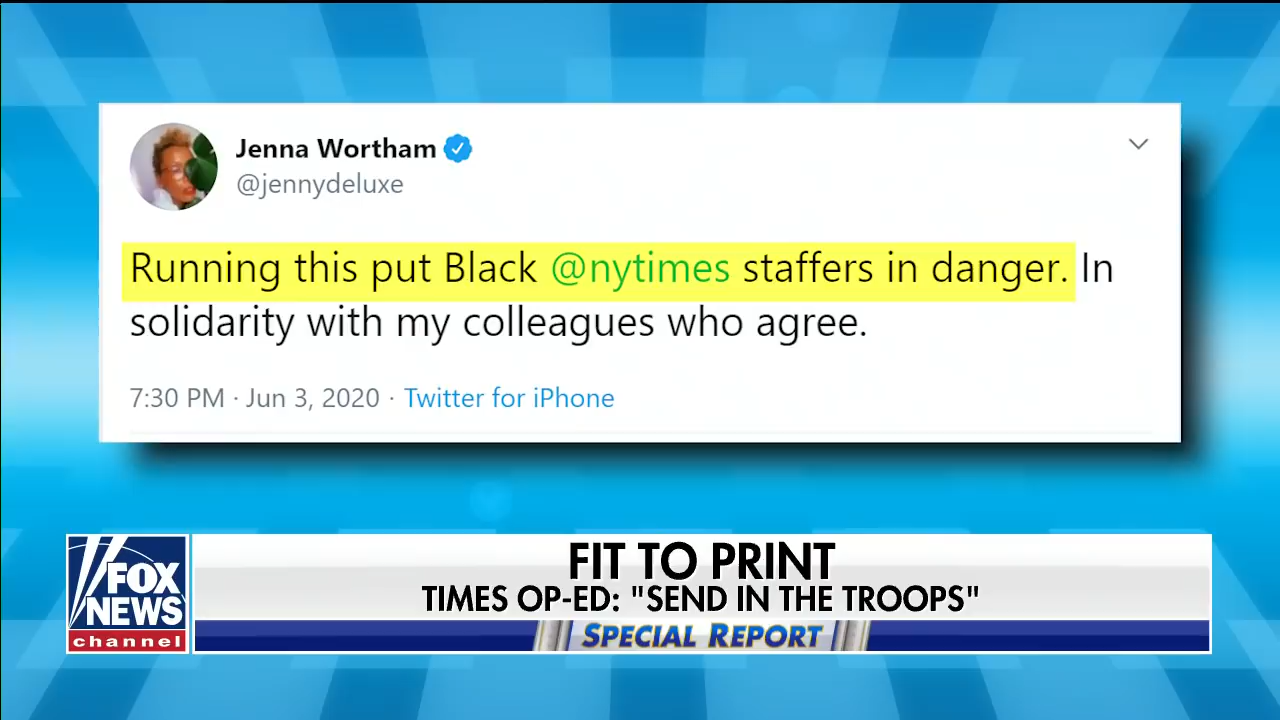 Jenna Wortham
@jennydeluxe
Running this put Black @nytimes staffers in danger. In
solidarity with my colleagues who agree.
7:30 PM · Jun 3, 2020 · Twitter for iPhone
FOX
NEWS
channel
FIT TO PRINT
TIMES OP-ED: "SEND IN THE TROOPS"
SPECIAL REPORT